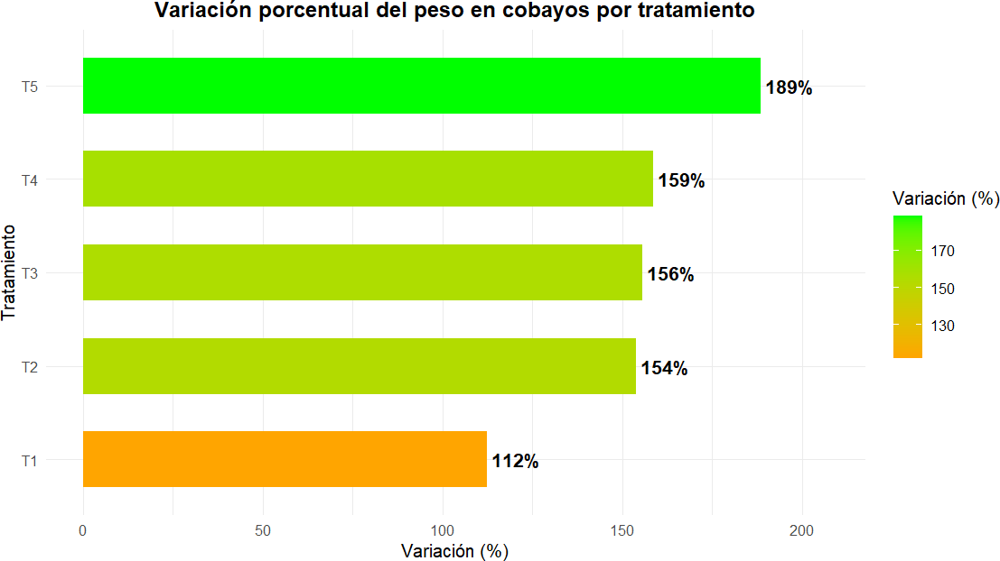 Variación porcentual del peso en cobayos por tratamiento
Tratamiento
T5
189%
T4
159%
T3
156%
T2
154%
T1
112%
0
50
100
150
200
Variación (%)
Variación (%)
170
150
130